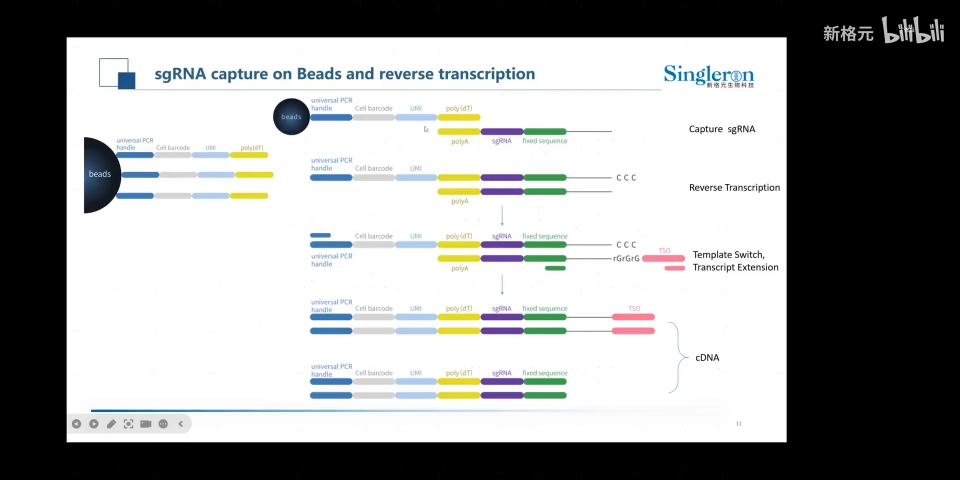 新格元 bilibili
sgRNA capture on Beads and reverse transcription
Singleron
新格元生物科技
universal PCR
handle
Cell barcode
UMI
poly(dT)
beads
beads
universal PCR
handle
Cell barcode
UMI
poly (dT)
polyA
sgRNA
fixed sequence
Capture sgRNA
universal PCR
handle
Cell barcode
UMI
C C C
polyA
Reverse Transcription
Cell barcode
UMI
poly (dT)
sgRNA
fixed sequence
C C C
TSO
universal PCR
handle
polyA
rGrGrG
Template Switch,
Transcript Extension
universal PCR
handle
Cell barcode
UMI
poly (dT)
sgRNA
fixed sequence
TSO
cDNA
universal PCR
handle
Cell barcode
UMI
poly (dT)
sgRNA
fixed sequence
11